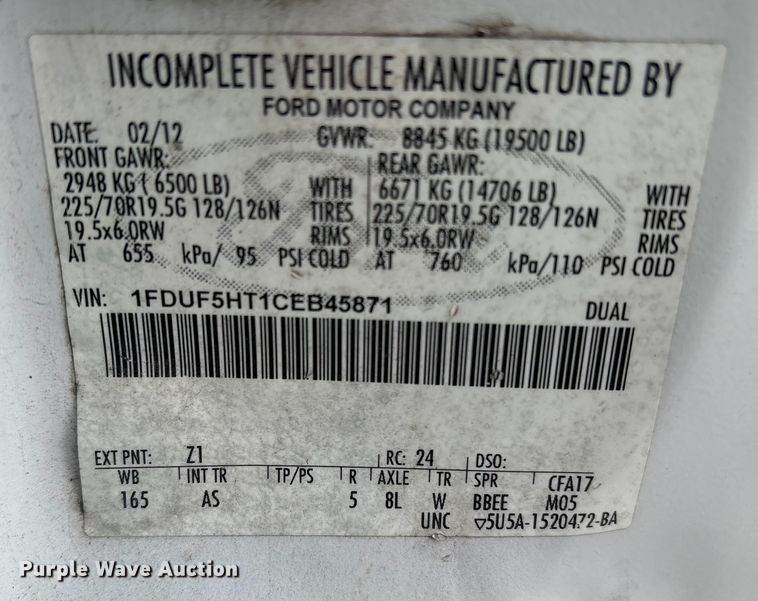 INCOMPLETE VEHICLE MANUFACTURED BY
FORD MOTOR COMPANY
DATE: 02/12 GVWR: 8845 KG (19500 LB)
FRONT GAWR: REAR GAWR:
2948 KG ( 6500 LB) WITH 6671 KG (14706 LB) WITH
225/70R19.5G 128/126N TIRES 225/70R19.5G 128/126N TIRES
19.5x6.0RW RIMS 19.5x6.0RW RIMS
AT 655 kPa/ 95 PSI COLD AT 760 kPa/110 PSI COLD
VIN: 1FDUF5HT1CEB45871 DUAL
EXT PNT: Z1 RC: 24 DSO:
WB INT TR TP/PS R AXLE TR SPR CFA17
165 AS 5 8L W BBEE M05
UNC ▽5U5A-1520472-BA
Purple Wave Auction